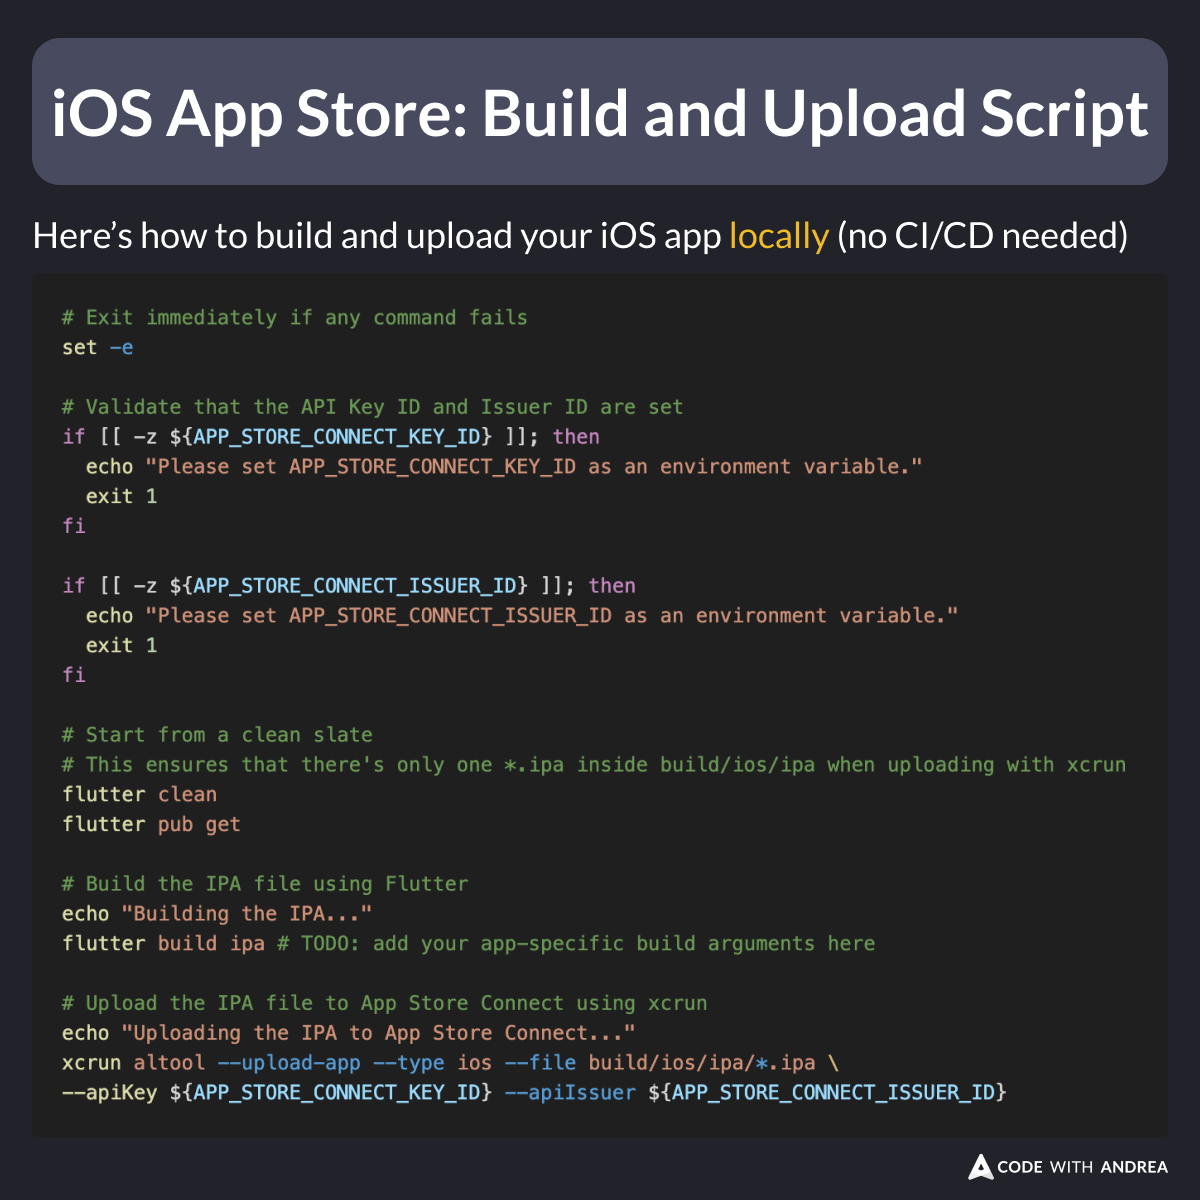 iOS App Store: Build and Upload Script
Here’s how to build and upload your iOS app locally (no CI/CD needed)
# Exit immediately if any command fails
set -e
# Validate that the API Key ID and Issuer ID are set
if [[ -z ${APP_STORE_CONNECT_KEY_ID} ]]; then
  echo "Please set APP_STORE_CONNECT_KEY_ID as an environment variable."
  exit 1
fi
if [[ -z ${APP_STORE_CONNECT_ISSUER_ID} ]]; then
  echo "Please set APP_STORE_CONNECT_ISSUER_ID as an environment variable."
  exit 1
fi
# Start from a clean slate
# This ensures that there's only one *.ipa inside build/ios/ipa when uploading with xcrun
flutter clean
flutter pub get
# Build the IPA file using Flutter
echo "Building the IPA..."
flutter build ipa # TODO: add your app-specific build arguments here
# Upload the IPA file to App Store Connect using xcrun
echo "Uploading the IPA to App Store Connect..."
xcrun altool --upload-app --type ios --file build/ios/ipa/*.ipa \
--apiKey ${APP_STORE_CONNECT_KEY_ID} --apiIssuer ${APP_STORE_CONNECT_ISSUER_ID}
CODE WITH ANDREA